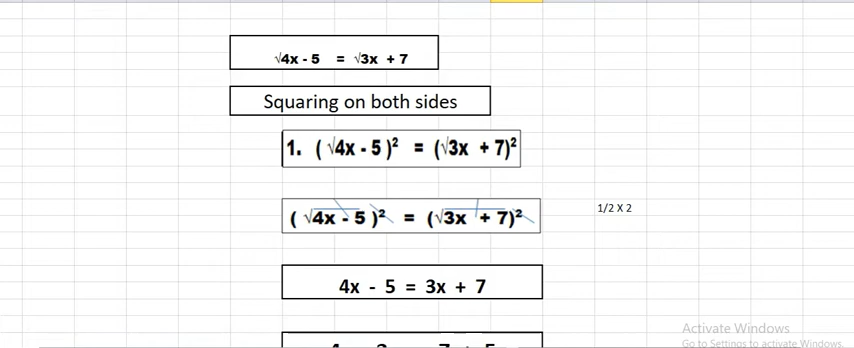 √4x - 5 = √3x + 7
Squaring on both sides
1. ( √4x - 5 )² = (√3x + 7)²
( √4x - 5 )² = (√3x + 7)²
1/2 X 2
4x - 5 = 3x + 7
Activate Windows
Go to Settings to activate Windows.